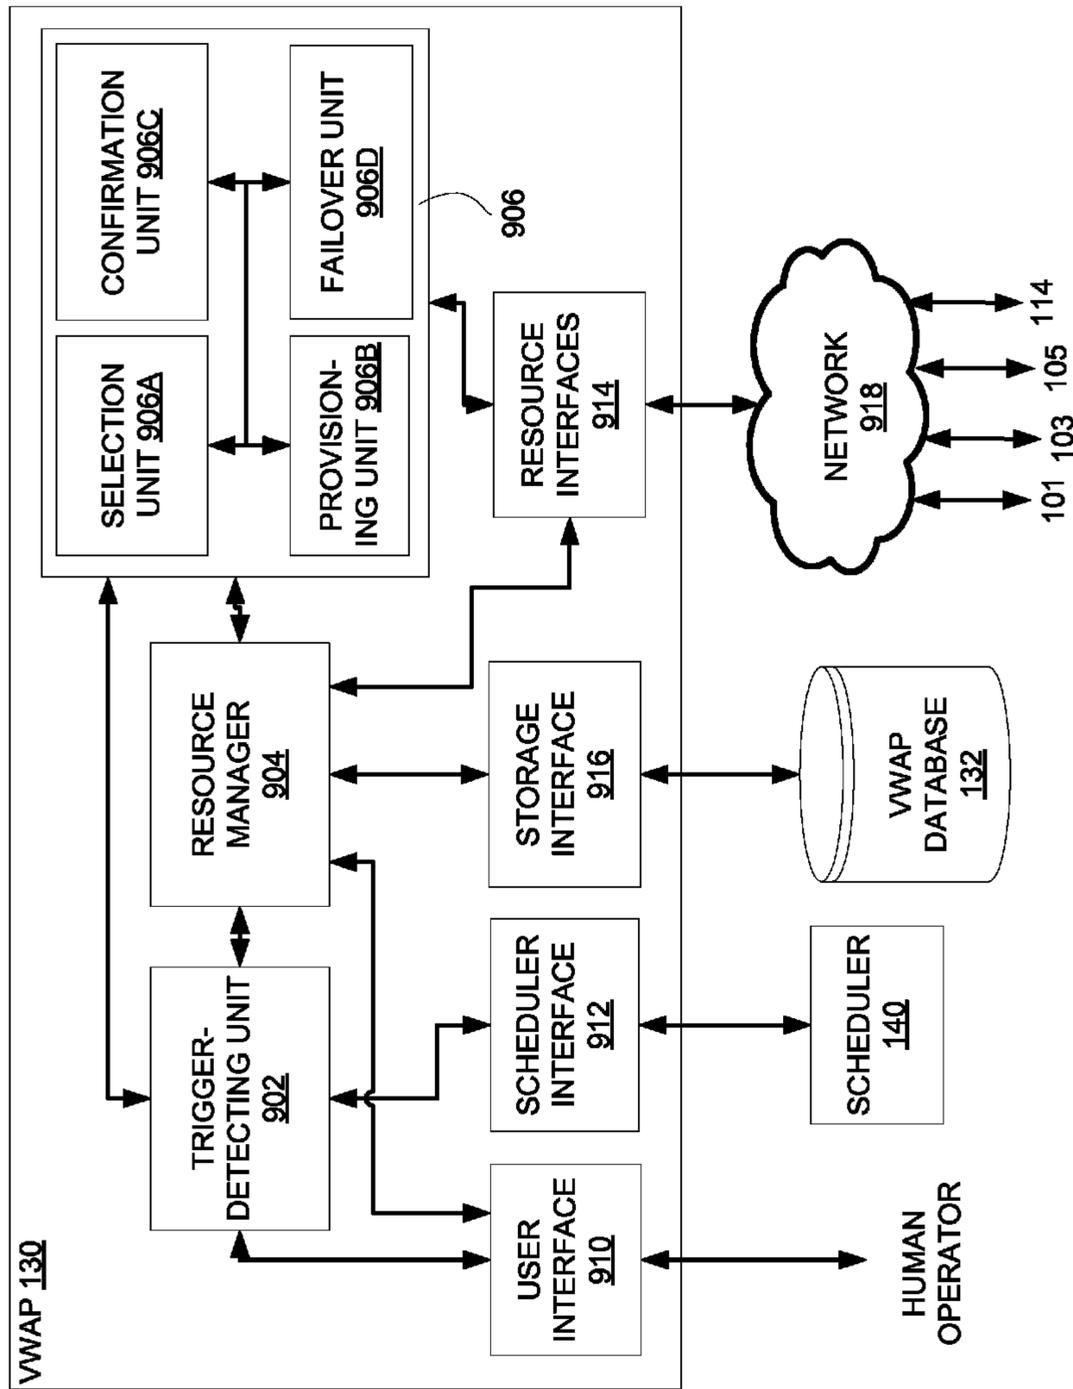 VWAP 130
TRIGGER-
DETECTING UNIT
902
RESOURCE
MANAGER
904
SELECTION
UNIT 906A
CONFIRMATION
UNIT 906C
PROVISION-
ING UNIT 906B
FAILOVER UNIT
906D
906
USER
INTERFACE
910
SCHEDULER
INTERFACE
912
STORAGE
INTERFACE
916
RESOURCE
INTERFACES
914
HUMAN
OPERATOR
SCHEDULER
140
VWAP
DATABASE
132
NETWORK
918
101
103
105
114